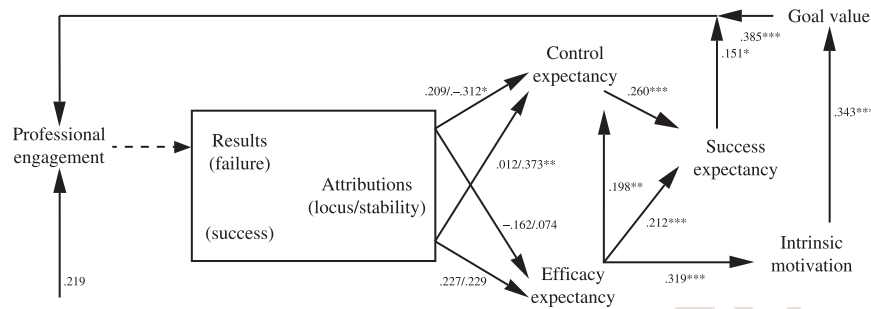 Goal value
.385***
.151*
Control
expectancy
.209/–.312*
.260***
.343***
Professional
engagement
Results
(failure)
Success
expectancy
.012/.373**
Attributions
(locus/stability)
.198**
(success)
–.162/.074
.212***
Intrinsic
motivation
.219
.227/.229
Efficacy
expectancy
.319***